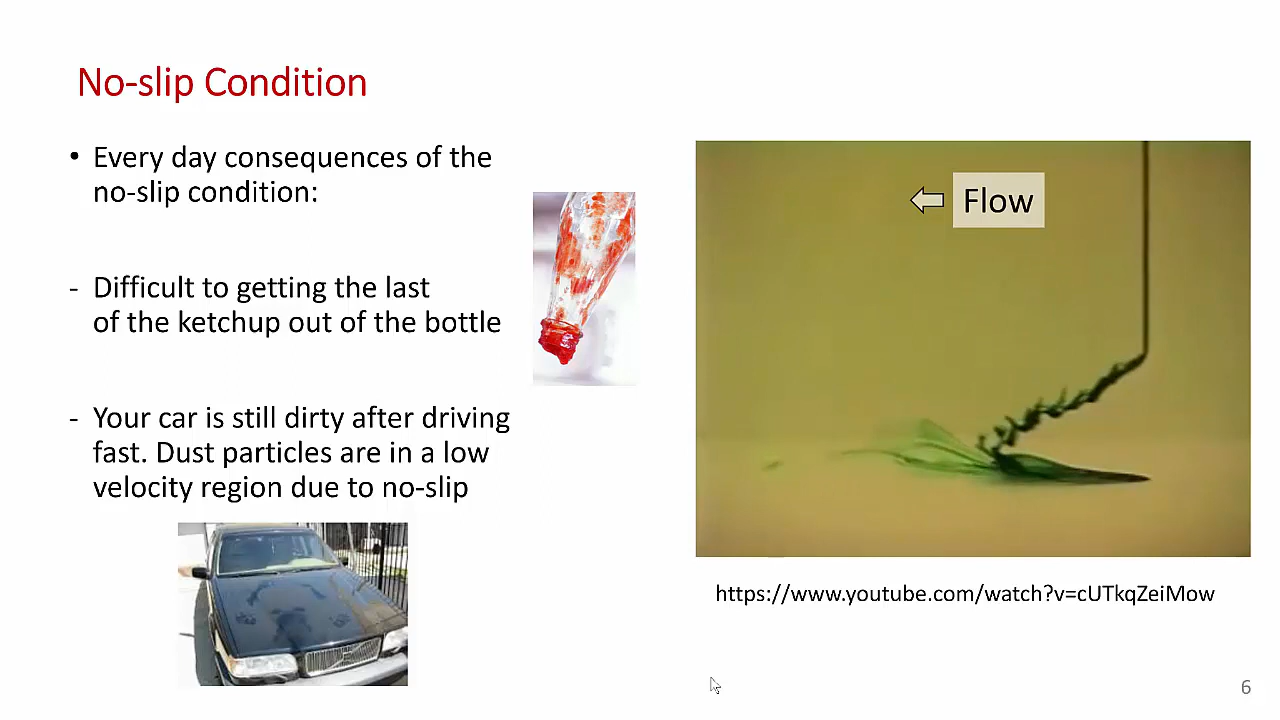 No-slip Condition
• Every day consequences of the
no-slip condition:
- Difficult to getting the last
of the ketchup out of the bottle
- Your car is still dirty after driving
fast. Dust particles are in a low
velocity region due to no-slip
Flow
https://www.youtube.com/watch?v=cUTkqZeiMow
6